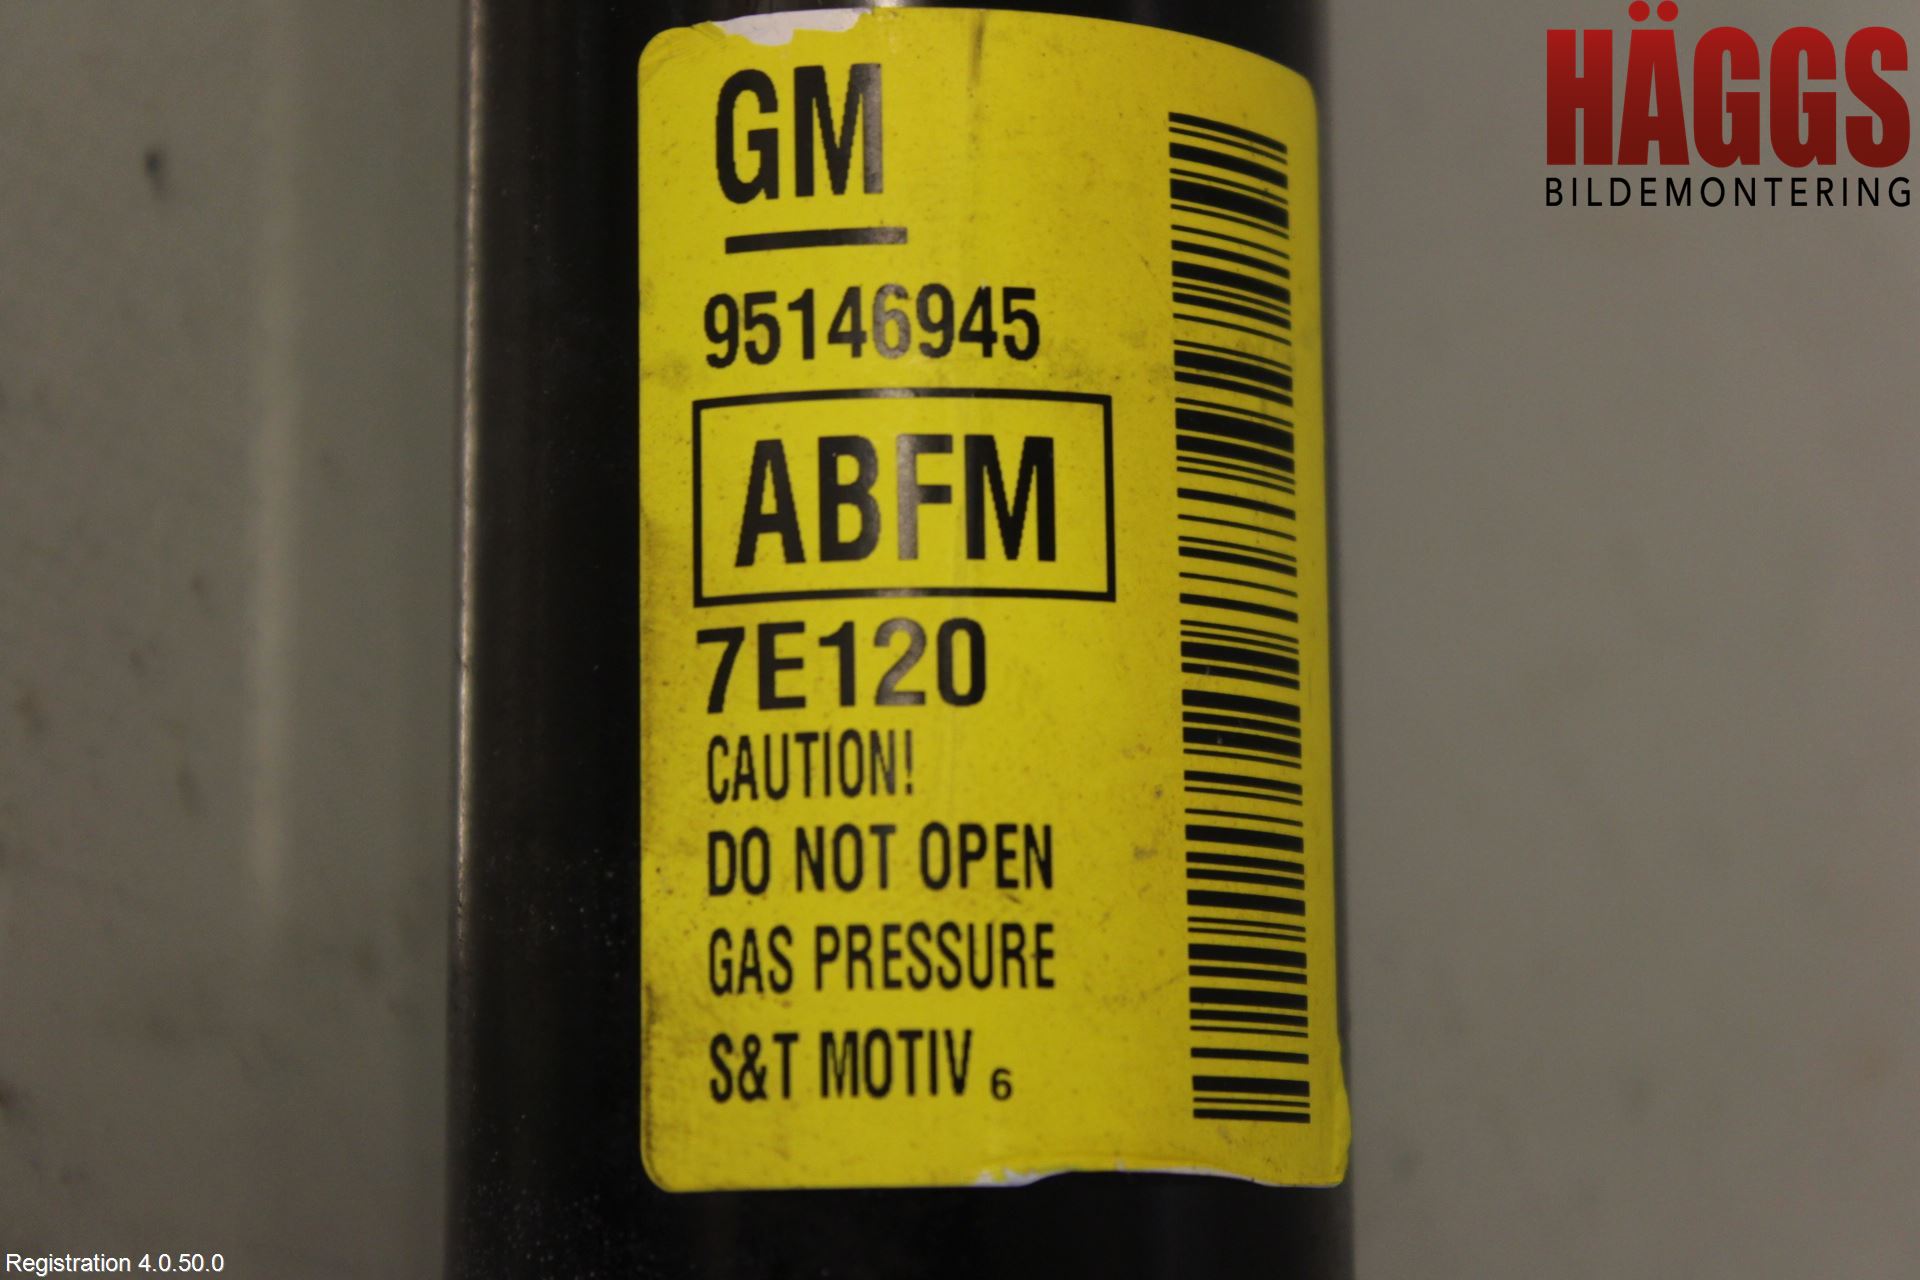 GM
95146945
ABFM
7E120
CAUTION!
DO NOT OPEN
GAS PRESSURE
S&T MOTIV 6
HÄGGS
BILDEMONTERING
Registration 4.0.50.0